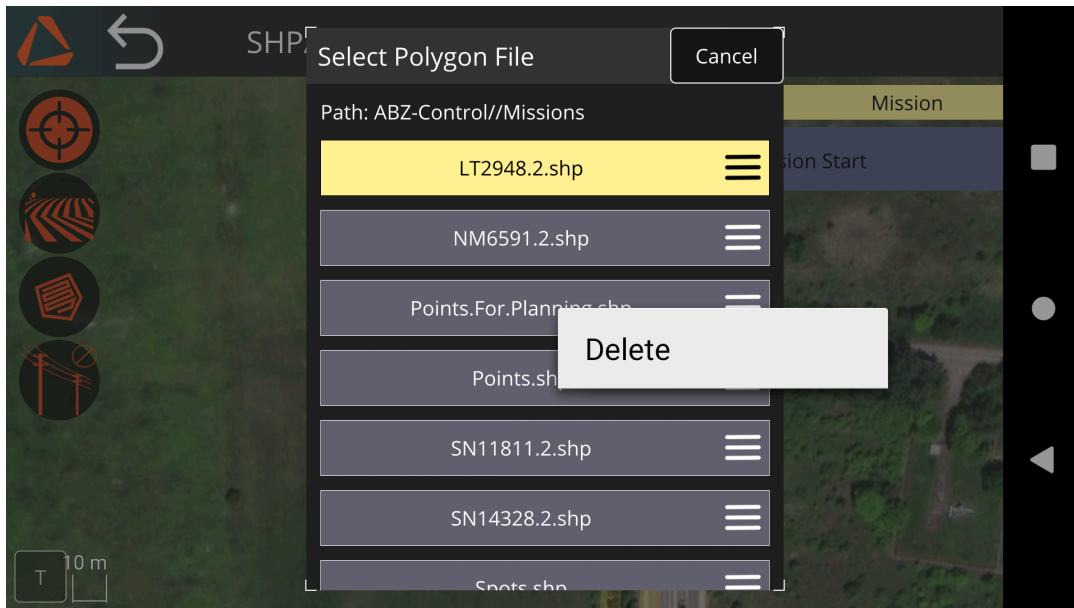 SHP
Select Polygon File
Cancel
Path: ABZ-Control//Missions
Mission
LT2948.2.shp
sion Start
NM6591.2.shp
Points.For.Planning.shp
Delete
Points.sh
SN11811.2.shp
SN14328.2.shp
Spots.shp
T
10 m